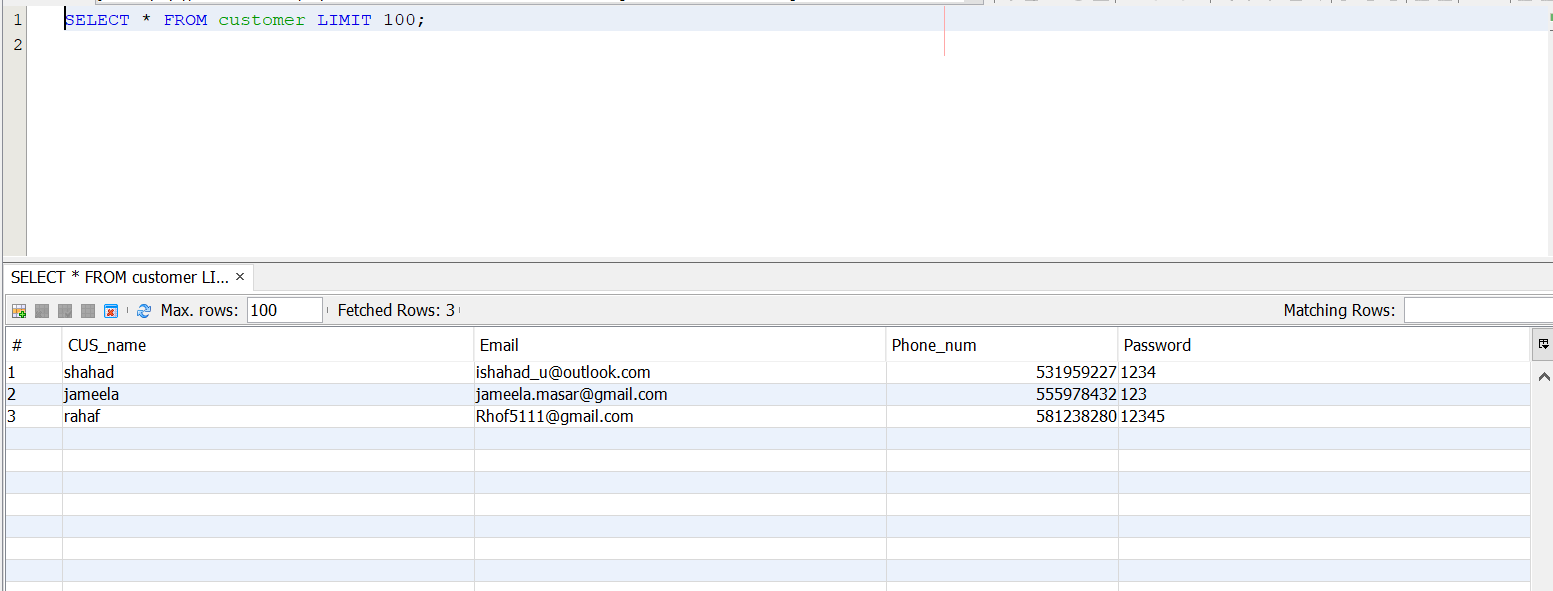 1 SELECT * FROM customer LIMIT 100;
2
SELECT * FROM customer LI... ×
Max. rows: 100 Fetched Rows: 3 Matching Rows:
# CUS_name Email Phone_num Password
1 shahad ishahad_u@outlook.com 531959227 1234
2 jameela jameela.masar@gmail.com 555978432 123
3 rahaf Rhof5111@gmail.com 581238280 12345